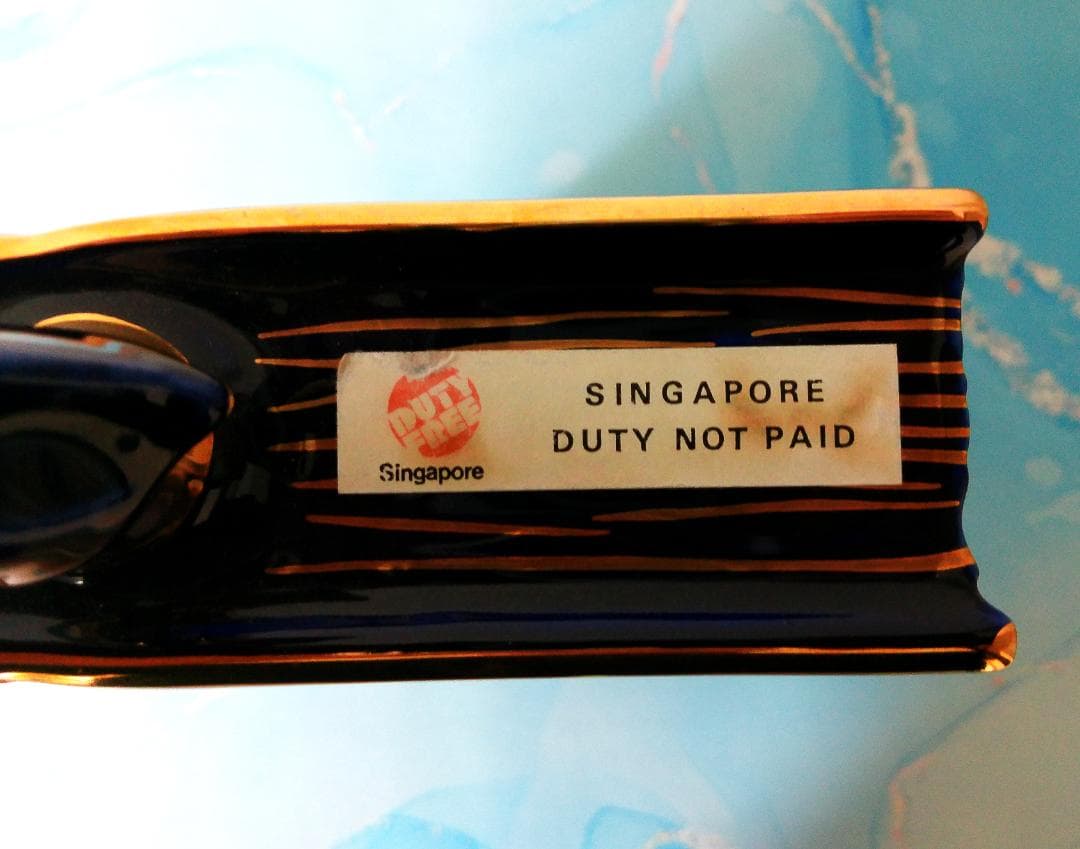 DUTY
FREE
Singapore
SINGAPORE
DUTY NOT PAID